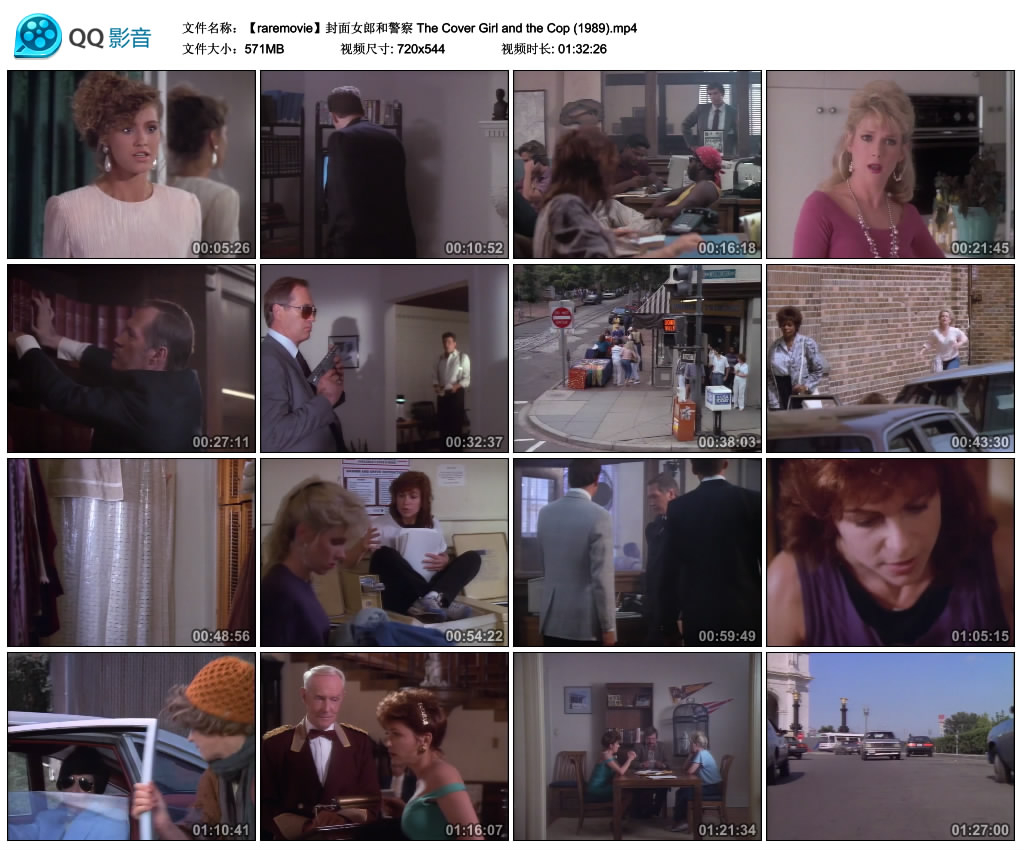 QQ影音
文件名称：【raremovie】封面女郎和警察 The Cover Girl and the Cop (1989).mp4
文件大小: 571MB 视频尺寸: 720x544 视频时长: 01:32:26
00:05:26 00:10:52 00:16:18 00:21:45
00:27:11 00:32:37 00:38:03 00:43:30
00:48:56 00:54:22 00:59:49 01:05:15
01:10:41 01:16:07 01:21:34 01:27:00